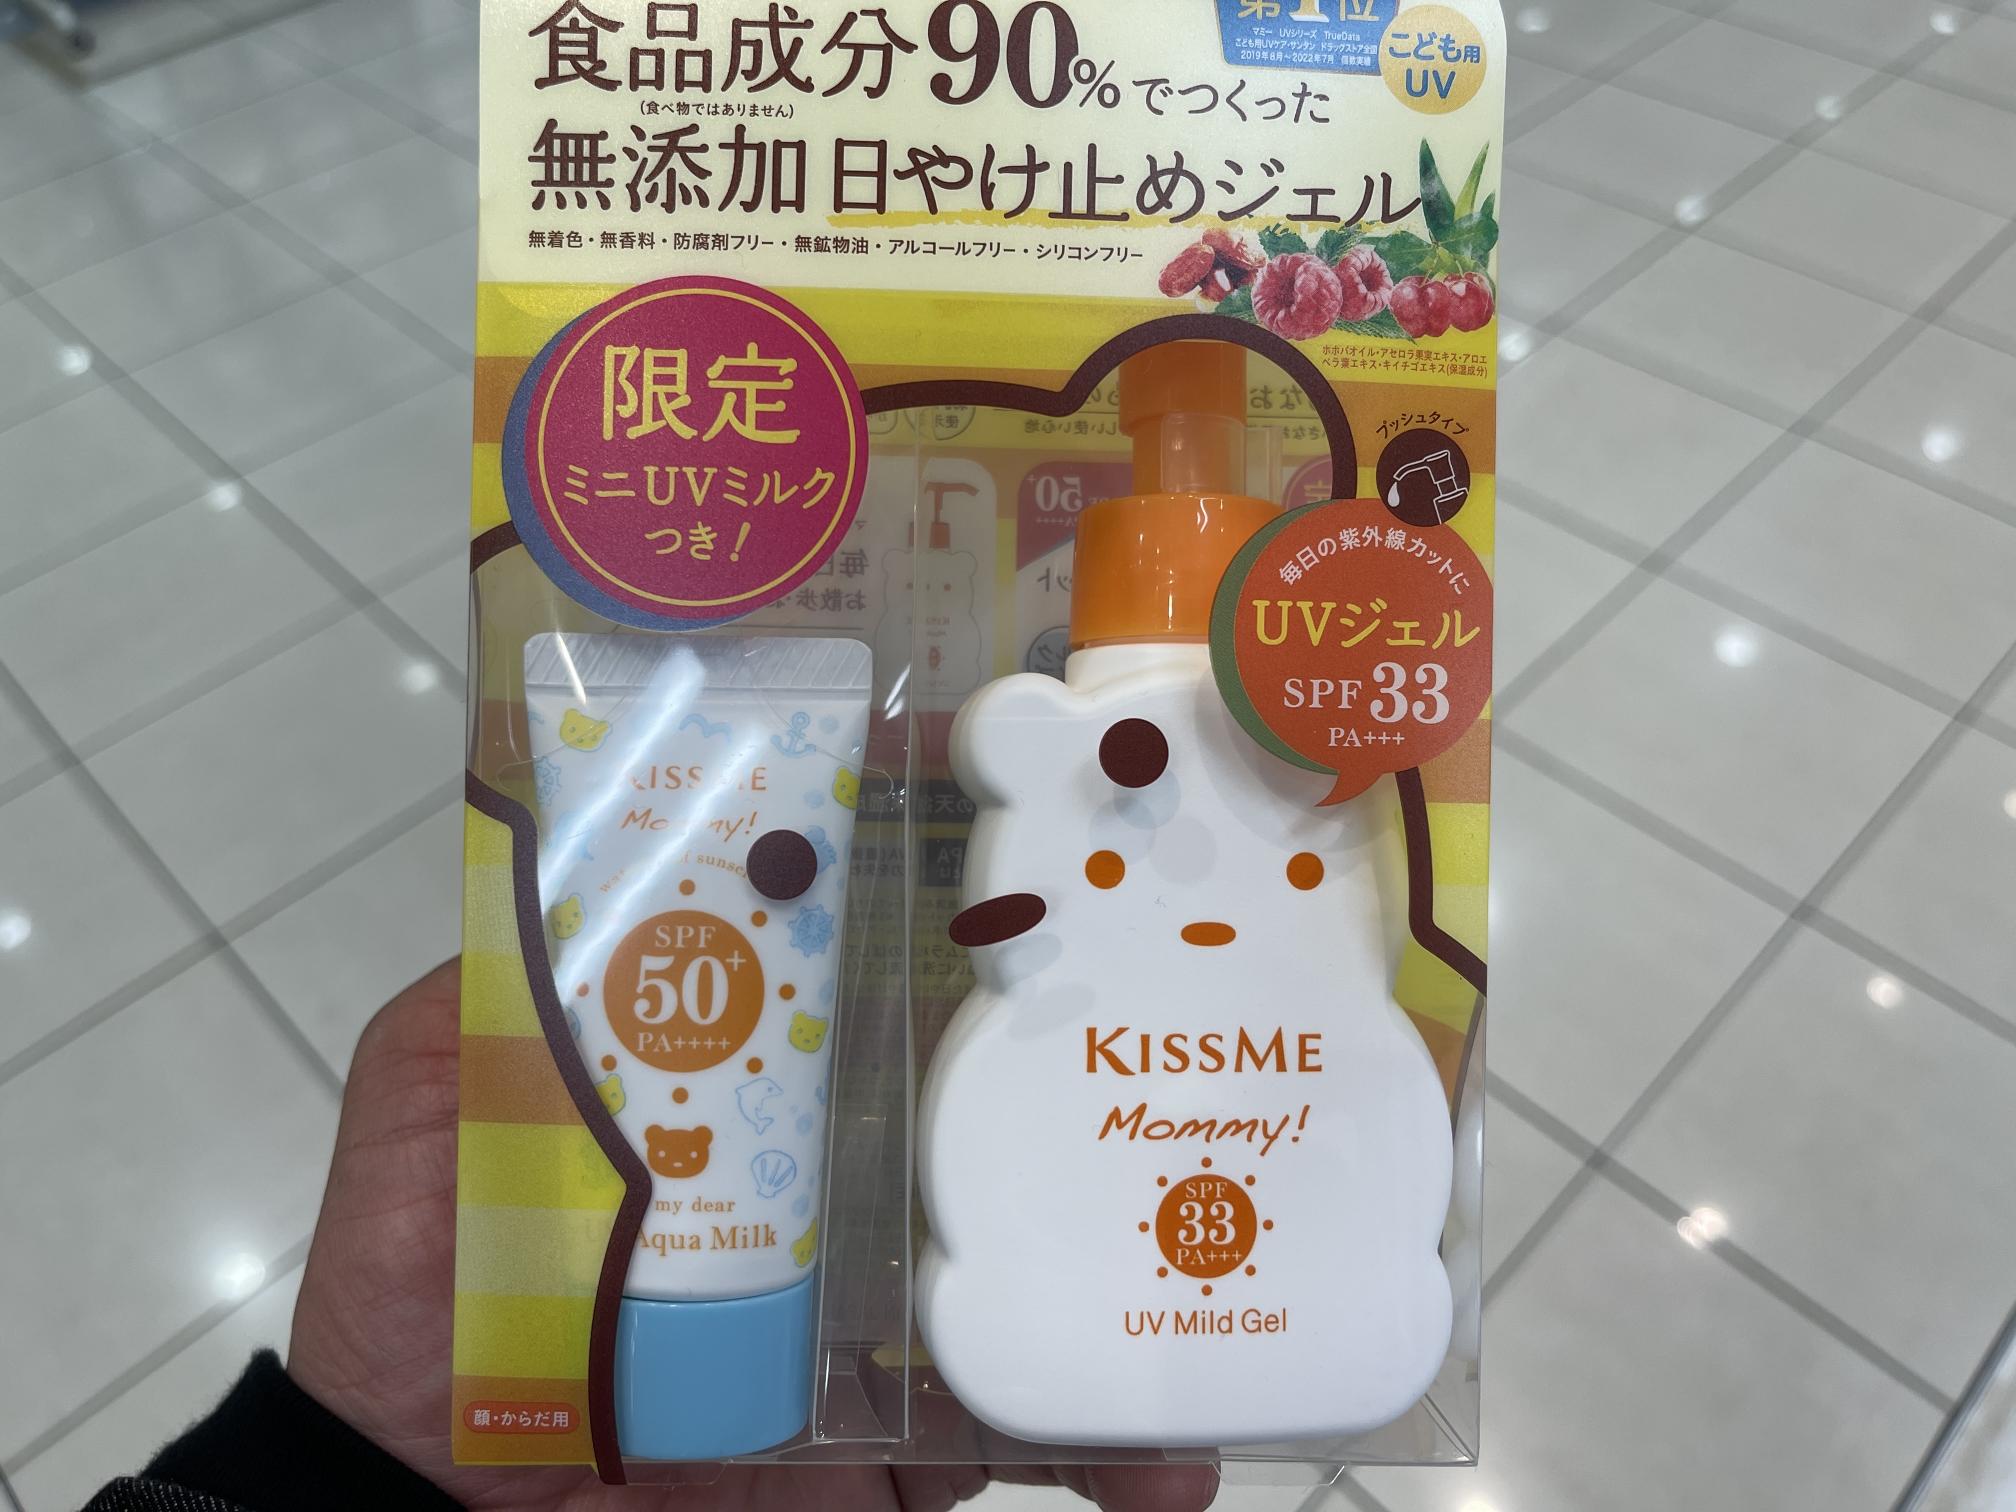 第1位
マミー UVシリーズ TrueData
こども用UVケア・サンタン ドラッグストア全国
2019年8月～2022年7月 個数実績
こども用
UV
食品成分90%でつくった
(食べ物ではありません)
無添加日やけ止めジェル
無着色・無香料・防腐剤フリー・無鉱物油・アルコールフリー・シリコンフリー
ホホバオイル・アセロラ果実エキス・アロエ
ベラ葉エキス・キイチゴエキス(保湿成分)
限定
ミニUVミルク
つき!
プッシュタイプ
毎日の紫外線カットに
UVジェル
SPF33
PA+++
KISSME
Mommy!
SPF
50+
PA++++
my dear
Aqua Milk
KISSME
Mommy!
SPF
33
PA+++
UV Mild Gel
顔・からだ用